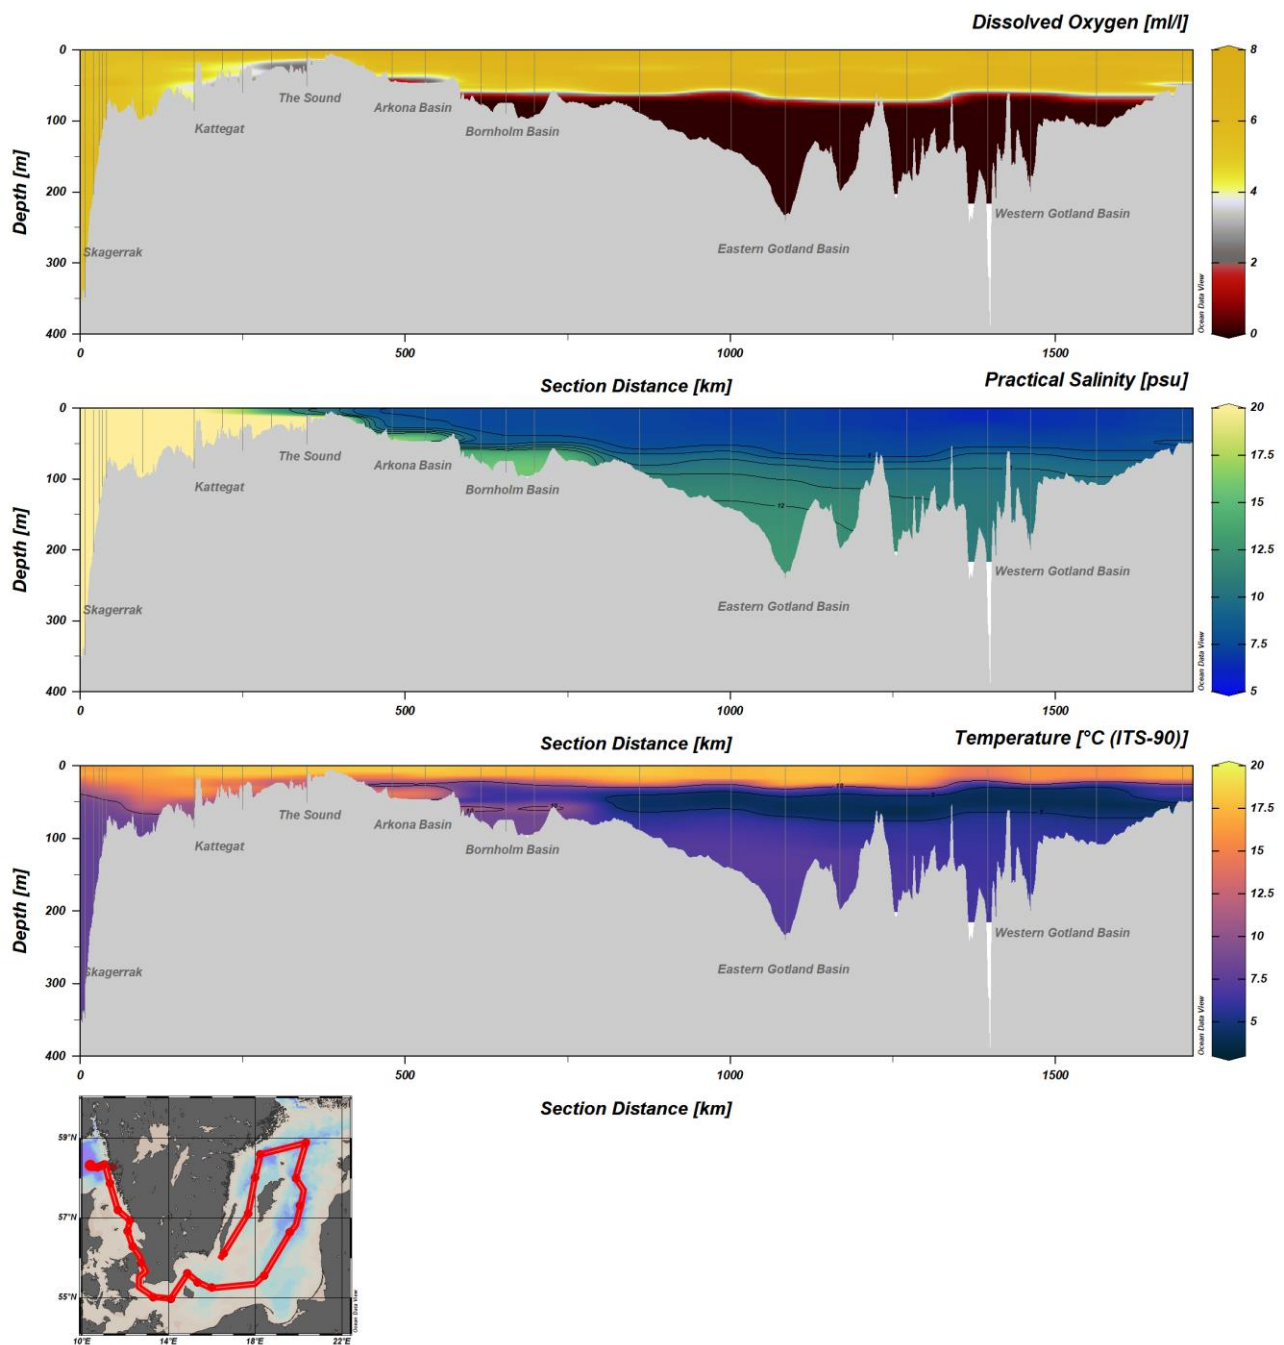 Dissolved Oxygen [ml/l]
0
100
200
300
400
Depth [m]
The Sound
Arkona Basin
Kattegat
Bornholm Basin
Skagerrak
Eastern Gotland Basin
Western Gotland Basin
Ocean Data View
8
6
4
2
0
0
500
1000
1500
Section Distance [km]
Practical Salinity [psu]
0
100
200
300
400
Depth [m]
The Sound
Arkona Basin
Kattegat
Bornholm Basin
12
Skagerrak
Eastern Gotland Basin
Western Gotland Basin
Ocean Data View
20
17.5
15
12.5
10
7.5
5
0
500
1000
1500
Section Distance [km]
Temperature [°C (ITS-90)]
0
100
200
300
400
Depth [m]
10
The Sound
Arkona Basin
Kattegat
Bornholm Basin
Skagerrak
Eastern Gotland Basin
Western Gotland Basin
Ocean Data View
20
17.5
15
12.5
10
7.5
5
0
500
1000
1500
Section Distance [km]
59°N
57°N
55°N
10°E
14°E
18°E
22°E
Ocean Data View